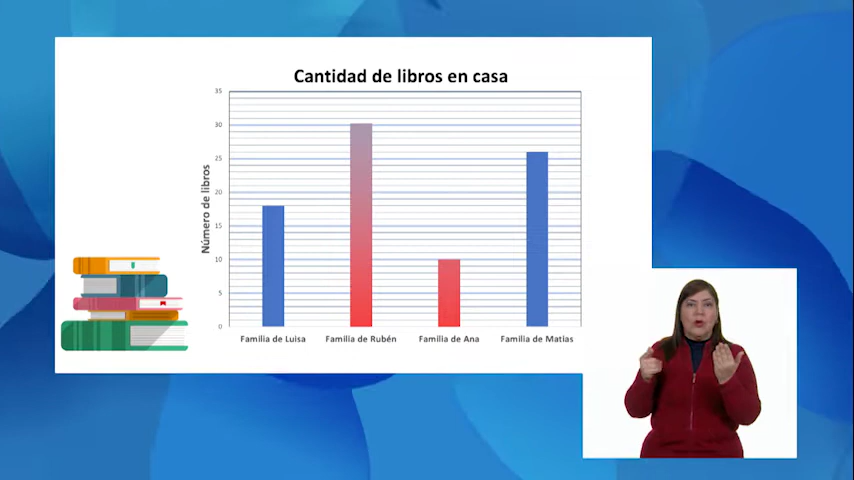 Cantidad de libros en casa
35
30
25
20
15
10
5
0
Número de libros
Familia de Luisa Familia de Rubén Familia de Ana Familia de Matías